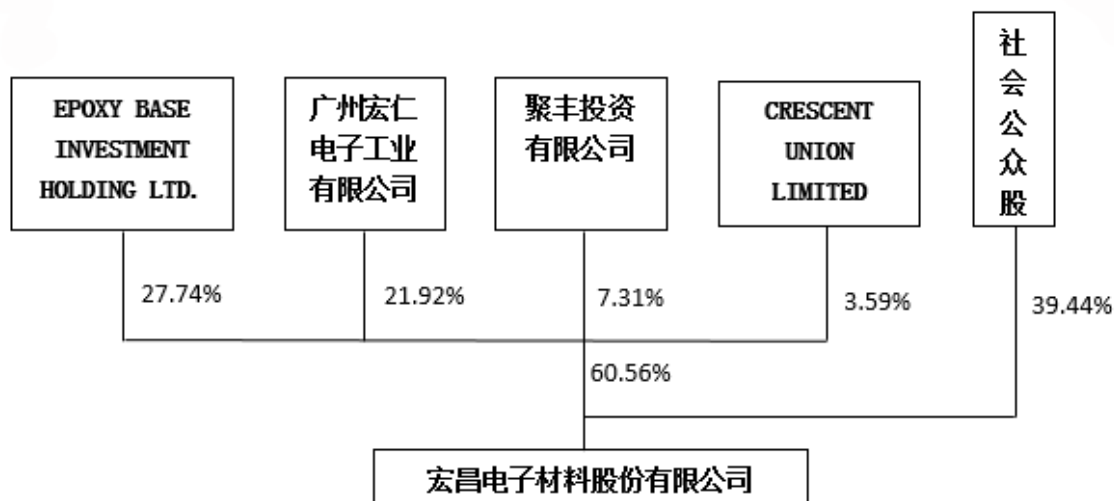 EPOXY BASE
INVESTMENT
HOLDING LTD.
广州宏仁
电子工业
有限公司
聚丰投资
有限公司
CRESCENT
UNION
LIMITED
社
会
公
众
股
27.74%
21.92%
7.31%
3.59%
39.44%
60.56%
宏昌电子材料股份有限公司